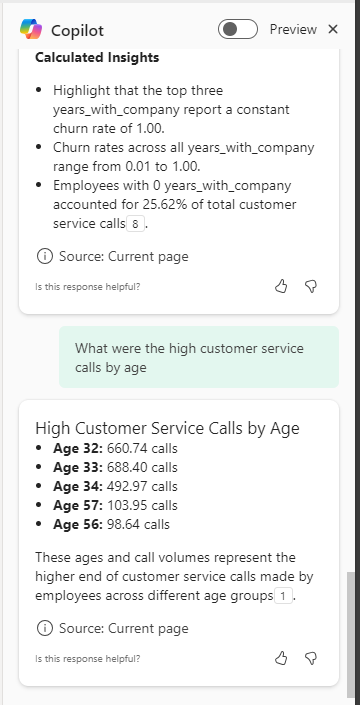 Copilot
Preview ×
Calculated Insights
• Highlight that the top three
years_with_company report a constant
churn rate of 1.00.
• Churn rates across all years_with_company
range from 0.01 to 1.00.
• Employees with 0 years_with_company
accounted for 25.62% of total customer
service calls 8 .
Source: Current page
Is this response helpful?
What were the high customer service
calls by age
High Customer Service Calls by Age
• Age 32: 660.74 calls
• Age 33: 688.40 calls
• Age 34: 492.97 calls
• Age 57: 103.95 calls
• Age 56: 98.64 calls
These ages and call volumes represent the
higher end of customer service calls made by
employees across different age groups 1 .
Source: Current page
Is this response helpful?